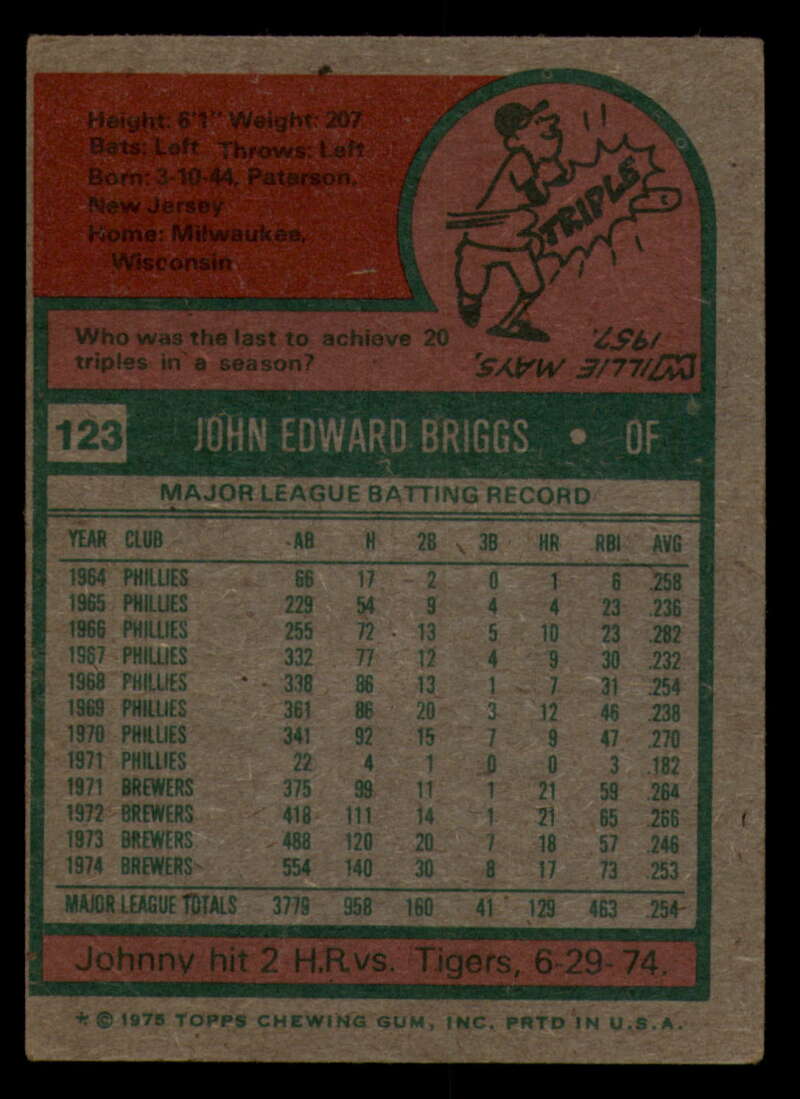 Height: 6'1" Weight: 207
Bats: Left Throws: Left
Born: 3-10-44, Paterson,
New Jersey
Home: Milwaukee,
Wisconsin
TRIPLE
Who was the last to achieve 20
triples in a season?
WILLIE MAYS,
1957.
123 JOHN EDWARD BRIGGS • OF
MAJOR LEAGUE BATTING RECORD
YEAR CLUB AB H 2B 3B HR RBI AVG
1964 PHILLIES 66 17 2 0 1 6 .258
1965 PHILLIES 229 54 9 4 4 23 .236
1966 PHILLIES 255 72 13 5 10 23 .282
1967 PHILLIES 332 77 12 4 9 30 .232
1968 PHILLIES 338 86 13 1 7 31 .254
1969 PHILLIES 361 86 20 3 12 46 .238
1970 PHILLIES 341 92 15 7 9 47 .270
1971 PHILLIES 22 4 1 0 0 3 .182
1971 BREWERS 375 99 11 1 21 59 .264
1972 BREWERS 418 111 14 1 21 65 .266
1973 BREWERS 488 120 20 7 18 57 .246
1974 BREWERS 554 140 30 8 17 73 .253
MAJOR LEAGUE TOTALS 3779 958 160 41 129 463 .254
Johnny hit 2 H.R. vs. Tigers, 6-29-74.
* © 1975 TOPPS CHEWING GUM, INC. PRTD IN U.S.A.